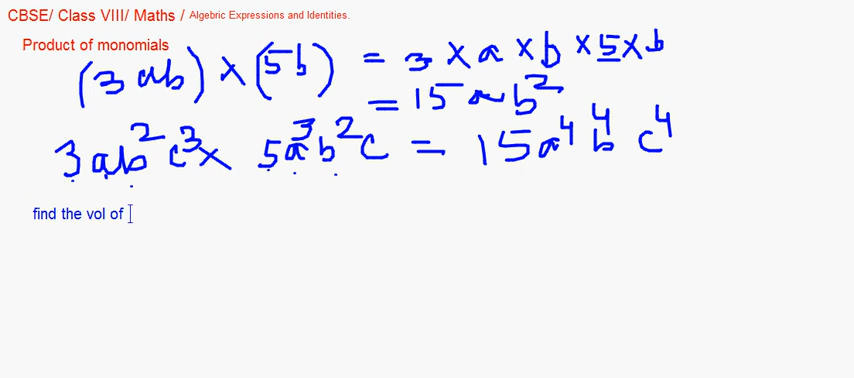 CBSE/ Class VIII/ Maths / Algebric Expressions and Identities.
Product of monomials
(3ab) × (5b) = 3 × a × b × 5 × b
= 15ab²
3ab²c³ × 5a³b²c = 15a⁴b⁴c⁴
find the vol of